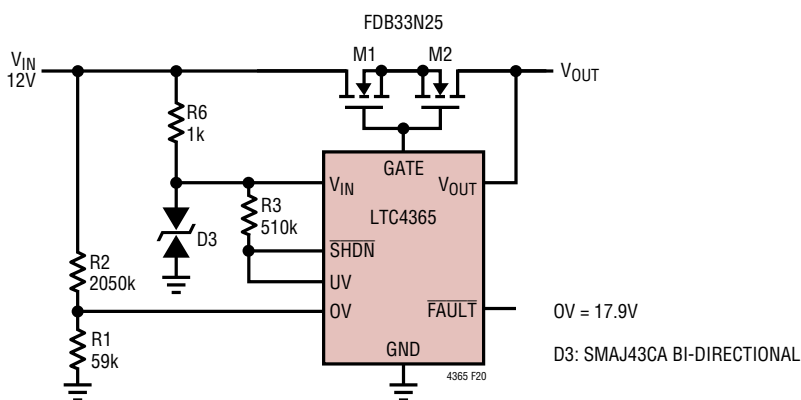 FDB33N25
M1
M2
VIN
12V
VOUT
R6
1k
GATE
VIN
VOUT
R3
510k
LTC4365
D3
SHDN
R2
2050k
UV
OV
FAULT
OV = 17.9V
R1
59k
GND
D3: SMAJ43CA BI-DIRECTIONAL
4365 F20